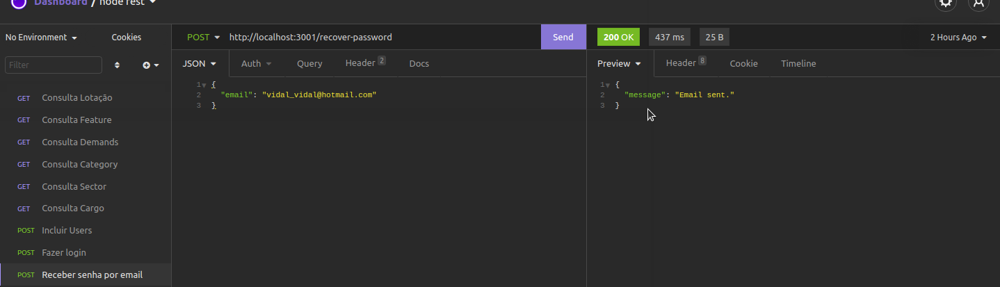 Dashboard / node rest
No Environment
Cookies
Filter
GET Consulta Lotação
GET Consulta Feature
GET Consulta Demands
GET Consulta Category
GET Consulta Sector
GET Consulta Cargo
POST Incluir Users
POST Fazer login
POST Receber senha por email
POST http://localhost:3001/recover-password Send
JSON Auth Query Header 2 Docs
1 {
2 "email": "vidal_vidal@hotmail.com"
3 }
200 OK 437 ms 25 B 2 Hours Ago
Preview Header 8 Cookie Timeline
1 {
2 "message": "Email sent."
3 }